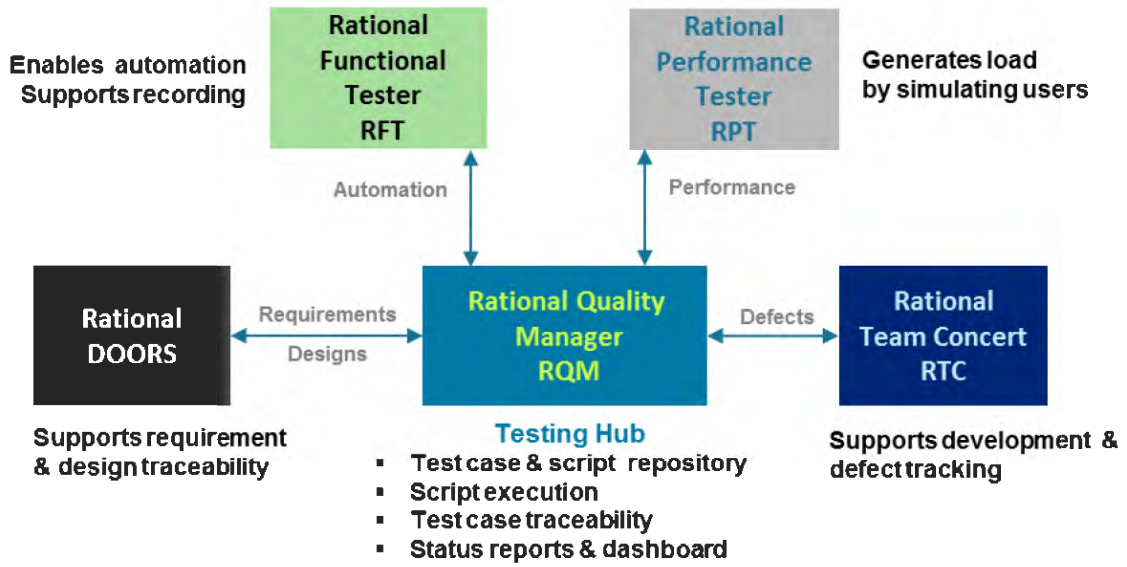 Enables automation
Supports recording
Rational
Functional
Tester
RFT
Rational
Performance
Tester
RPT
Generates load
by simulating users
Automation
Performance
Rational
DOORS
Requirements
Designs
Rational Quality
Manager
RQM
Defects
Rational
Team Concert
RTC
Supports requirement
& design traceability
Testing Hub
▪ Test case & script repository
▪ Script execution
▪ Test case traceability
▪ Status reports & dashboard
Supports development &
defect tracking